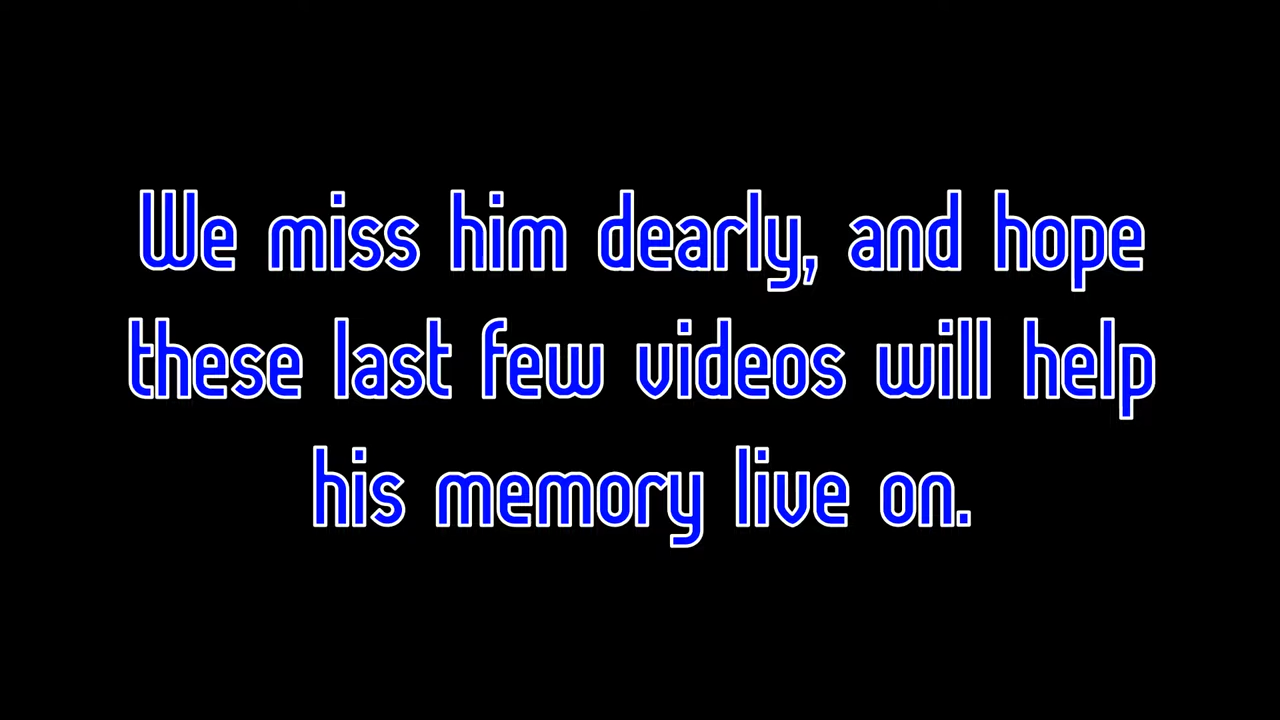 We miss him dearly, and hope
these last few videos will help
his memory live on.